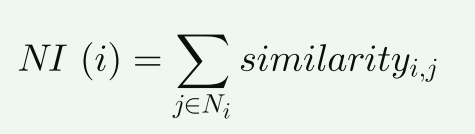 NI (i) = ∑_{j∈N_i} similarity_{i,j}